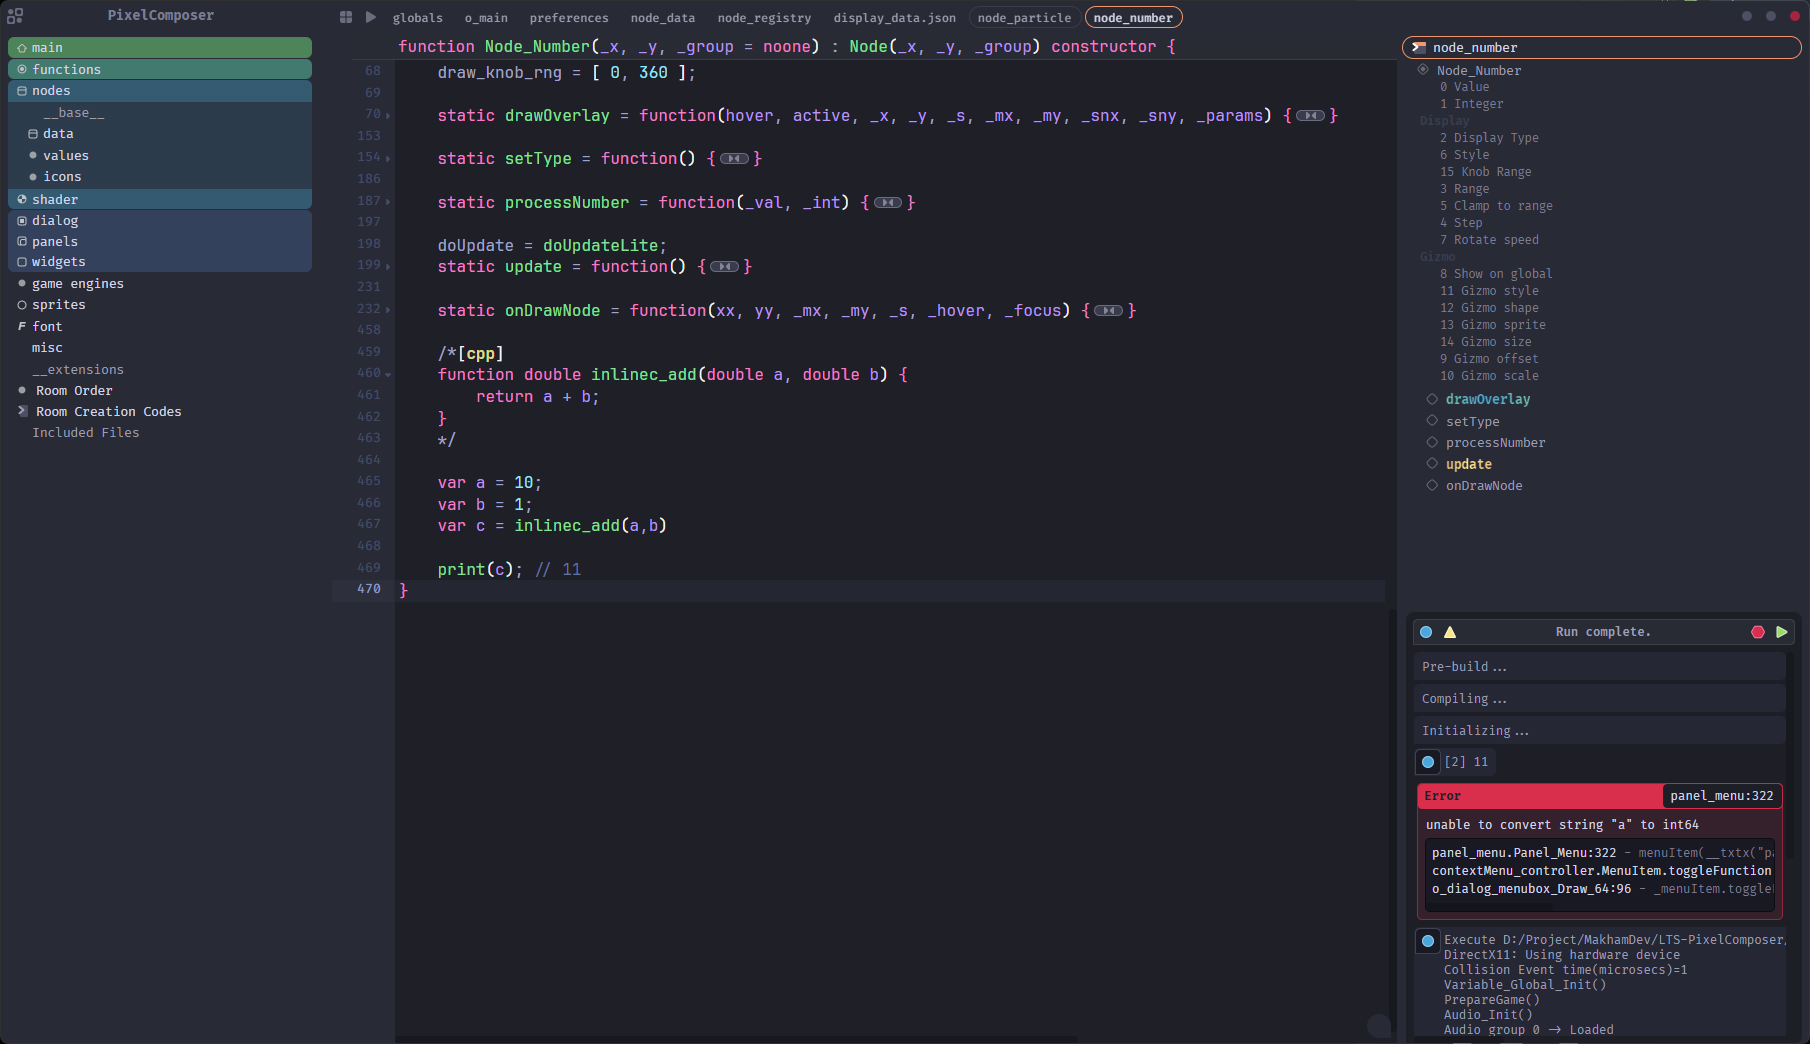 PixelComposer
globals o_main preferences node_data node_registry display_data.json node_particle node_number
main
functions
nodes
__base__
data
values
icons
shader
dialog
panels
widgets
game engines
sprites
font
misc
__extensions
Room Order
Room Creation Codes
Included Files
function Node_Number(_x, _y, _group = noone) : Node(_x, _y, _group) constructor {
68 draw_knob_rng = [ 0, 360 ];
69
70 static drawOverlay = function(hover, active, _x, _y, _s, _mx, _my, _snx, _sny, _params) { }
153
154 static setType = function() { }
186
187 static processNumber = function(_val, _int) { }
197
198 doUpdate = doUpdateLite;
199 static update = function() { }
231
232 static onDrawNode = function(xx, yy, _mx, _my, _s, _hover, _focus) { }
458
459 /*[cpp]
460 function double inlinec_add(double a, double b) {
461 return a + b;
462 }
463 */
464
465 var a = 10;
466 var b = 1;
467 var c = inlinec_add(a,b)
468
469 print(c); // 11
470 }
node_number
Node_Number
0 Value
1 Integer
Display
2 Display Type
6 Style
15 Knob Range
3 Range
5 Clamp to range
4 Step
7 Rotate speed
Gizmo
8 Show on global
11 Gizmo style
12 Gizmo shape
13 Gizmo sprite
14 Gizmo size
9 Gizmo offset
10 Gizmo scale
drawOverlay
setType
processNumber
update
onDrawNode
Run complete.
Pre-build...
Compiling...
Initializing...
[2] 11
Error panel_menu:322
unable to convert string "a" to int64
panel_menu.Panel_Menu:322 - menuItem(__txtx("pa
contextMenu_controller.MenuItem.toggleFunction
o_dialog_menubox_Draw_64:96 - _menuItem.toggle
Execute D:/Project/MakhamDev/LTS-PixelComposer/
DirectX11: Using hardware device
Collision Event time(microsecs)=1
Variable_Global_Init()
PrepareGame()
Audio_Init()
Audio group 0 -> Loaded